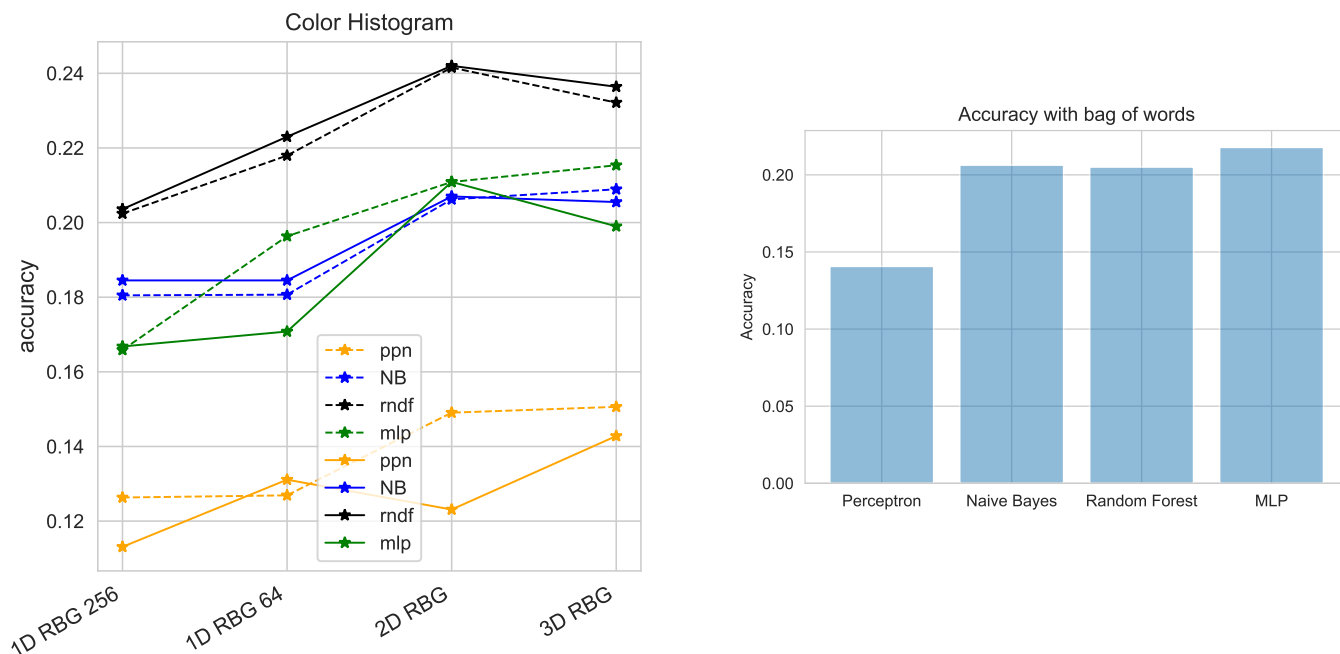 Color Histogram
accuracy
0.24
0.22
0.20
0.18
0.16
0.14
0.12
ppn
NB
rndf
mlp
ppn
NB
rndf
mlp
1D RBG 256
1D RBG 64
2D RBG
3D RBG
Accuracy with bag of words
Accuracy
0.20
0.15
0.10
0.05
0.00
Perceptron
Naive Bayes
Random Forest
MLP